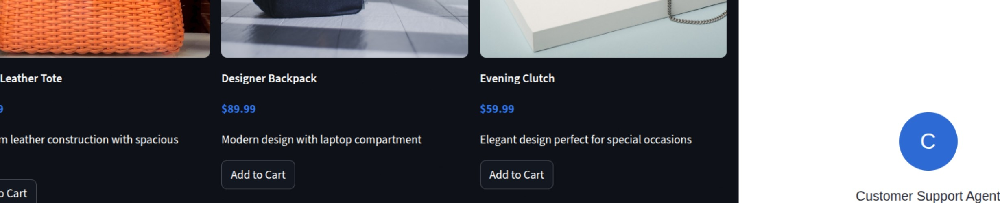 Leather Tote
9
m leather construction with spacious
o Cart
Designer Backpack
$89.99
Modern design with laptop compartment
Add to Cart
Evening Clutch
$59.99
Elegant design perfect for special occasions
Add to Cart
C
Customer Support Agent